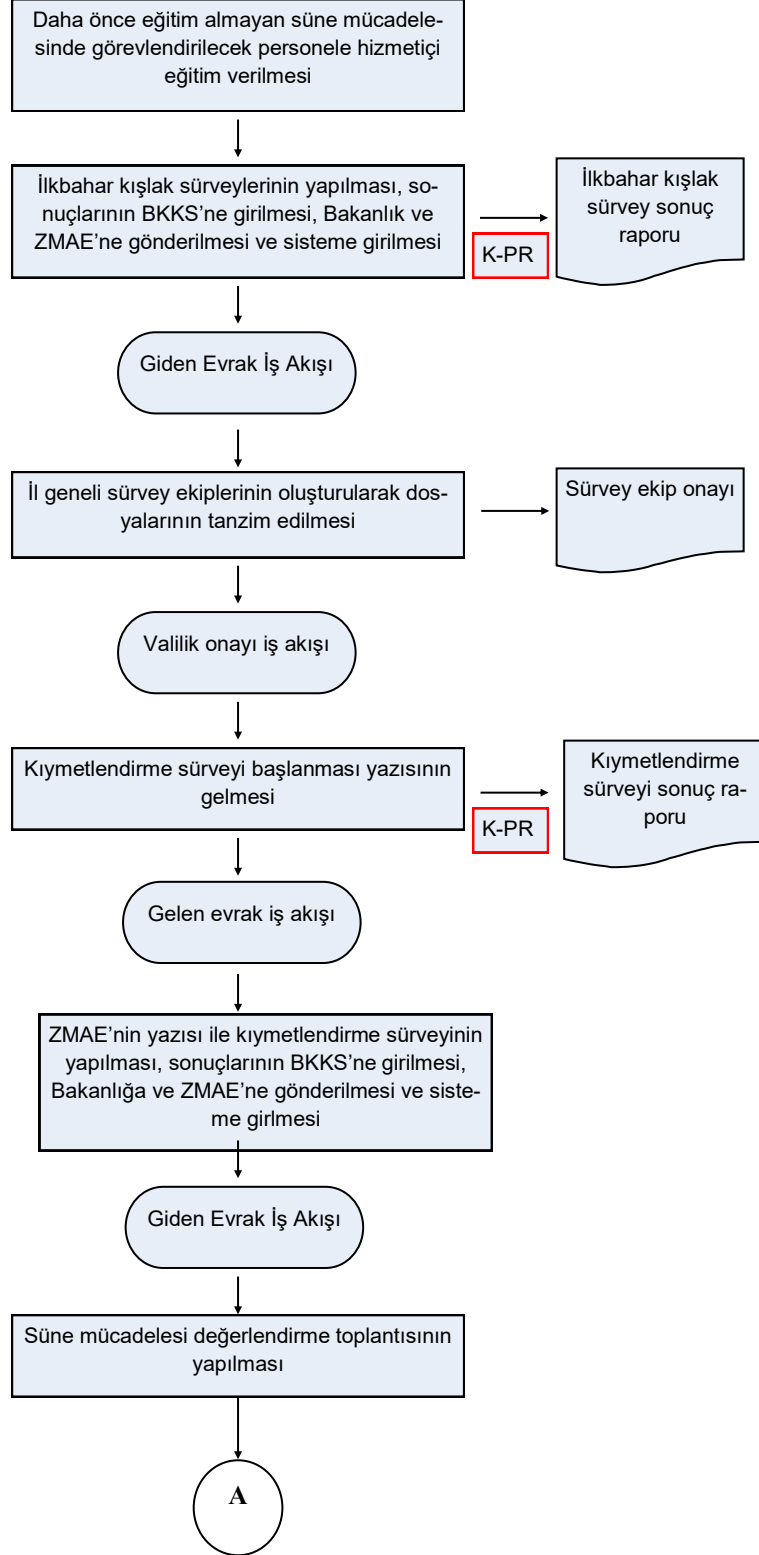 Daha önce eğitim almayan süne mücadele-
sinde görevlendirilecek personele hizmetiçi
eğitim verilmesi
İlkbahar kışlak sürveylerinin yapılması, so-
nuçlarının BKKS’ne girilmesi, Bakanlık ve
ZMAE’ne gönderilmesi ve sisteme girilmesi
K-PR
İlkbahar kışlak
sürvey sonuç
raporu
Giden Evrak İş Akışı
İl geneli sürvey ekiplerinin oluşturularak dos-
yalarının tanzim edilmesi
Sürvey ekip onayı
Valilik onayı iş akışı
Kıymetlendirme sürveyi başlanması yazısının
gelmesi
K-PR
Kıymetlendirme
sürveyi sonuç ra-
poru
Gelen evrak iş akışı
ZMAE’nin yazısı ile kıymetlendirme sürveyinin
yapılması, sonuçlarının BKKS’ne girilmesi,
Bakanlığa ve ZMAE’ne gönderilmesi ve siste-
me girlmesi
Giden Evrak İş Akışı
Süne mücadelesi değerlendirme toplantısının
yapılması
A